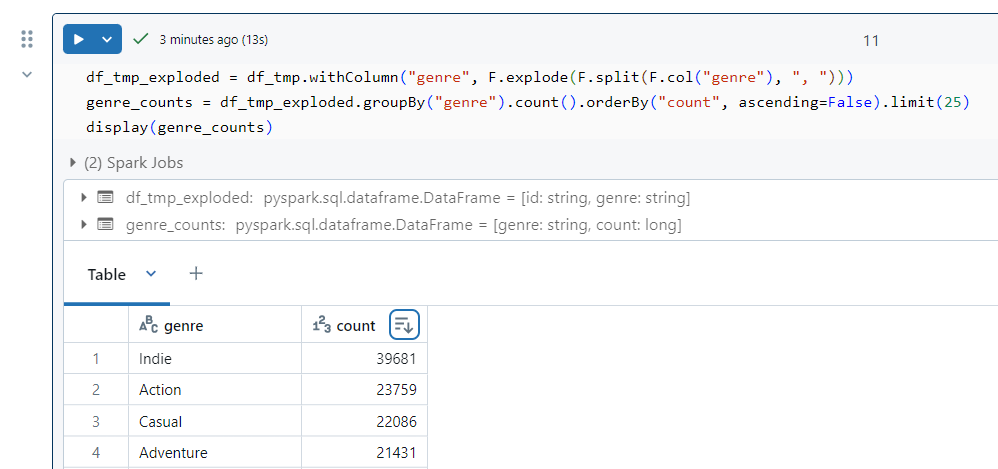 3 minutes ago (13s)
11
df_tmp_exploded = df_tmp.withColumn("genre", F.explode(F.split(F.col("genre"), ", ")))
genre_counts = df_tmp_exploded.groupBy("genre").count().orderBy("count", ascending=False).limit(25)
display(genre_counts)
(2) Spark Jobs
df_tmp_exploded: pyspark.sql.dataframe.DataFrame = [id: string, genre: string]
genre_counts: pyspark.sql.dataframe.DataFrame = [genre: string, count: long]
Table +
ABC genre 123 count
1 Indie 39681
2 Action 23759
3 Casual 22086
4 Adventure 21431